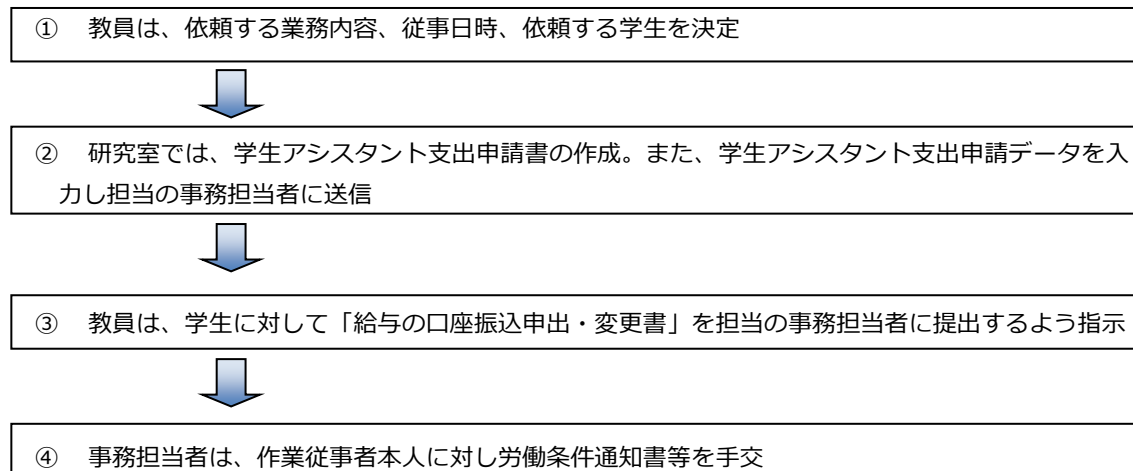 ① 教員は、依頼する業務内容、従事日時、依頼する学生を決定
② 研究室では、学生アシスタント支出申請書の作成。また、学生アシスタント支出申請データを入
力し担当の事務担当者に送信
③ 教員は、学生に対して「給与の口座振込申出・変更書」を担当の事務担当者に提出するよう指示
④ 事務担当者は、作業従事者本人に対し労働条件通知書等を手交